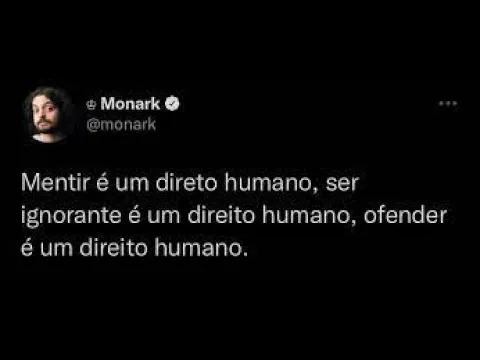 ♔ Monark
@monark
Mentir é um direto humano, ser
ignorante é um direito humano, ofender
é um direito humano.